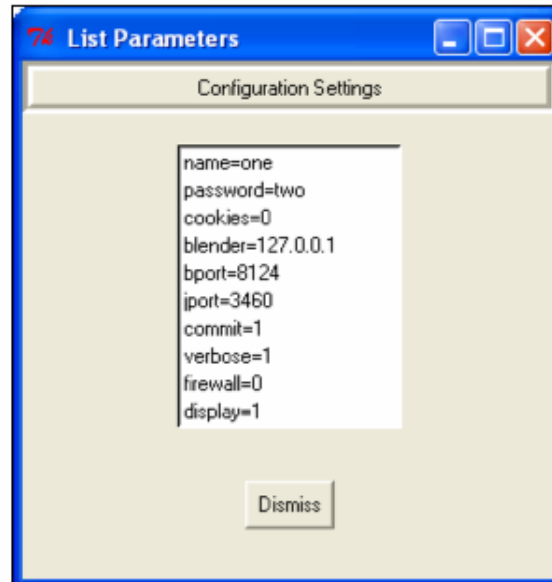 7% List Parameters
Configuration Settings
name=one
password=two
cookies=0
blender=127.0.0.1
bport=8124
jport=3460
commit=1
verbose=1
firewall=0
display=1
Dismiss